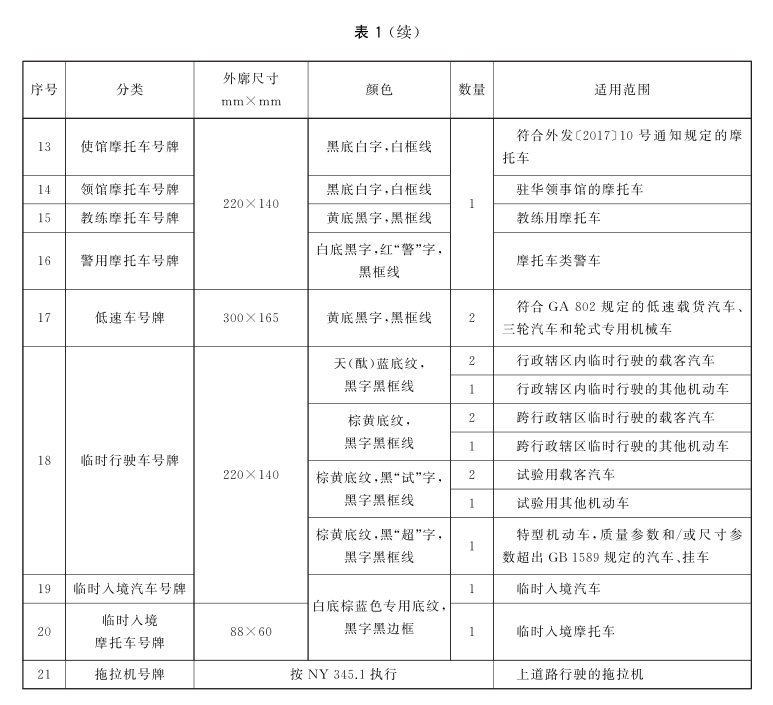 表 1(续)
序号 分类 外廓尺寸 颜色 数量 适用范围
mm×mm
13 使馆摩托车号牌 220×140 黑底白字,白框线 1 符合外发〔2017〕10 号通知规定的摩
托车
14 领馆摩托车号牌 黑底白字,白框线 驻华领事馆的摩托车
15 教练摩托车号牌 黄底黑字,黑框线 教练用摩托车
16 警用摩托车号牌 白底黑字,红“警”字, 摩托车类警车
黑框线
17 低速车号牌 300×165 黄底黑字,黑框线 2 符合 GA 802 规定的低速载货汽车、
三轮汽车和轮式专用机械车
18 临时行驶车号牌 220×140 天(酞)蓝底纹, 2 行政辖区内临时行驶的载客汽车
黑字黑框线 1 行政辖区内临时行驶的其他机动车
棕黄底纹, 2 跨行政辖区临时行驶的载客汽车
黑字黑框线 1 跨行政辖区临时行驶的其他机动车
棕黄底纹,黑“试”字, 2 试验用载客汽车
黑字黑框线 1 试验用其他机动车
棕黄底纹,黑“超”字, 1 特型机动车,质量参数和/或尺寸参
黑字黑框线 数超出 GB 1589 规定的汽车、挂车
19 临时入境汽车号牌 白底棕蓝色专用底纹, 1 临时入境汽车
黑字黑边框
20 临时入境 88×60 1 临时入境摩托车
摩托车号牌
21 拖拉机号牌 按 NY 345.1 执行 上道路行驶的拖拉机